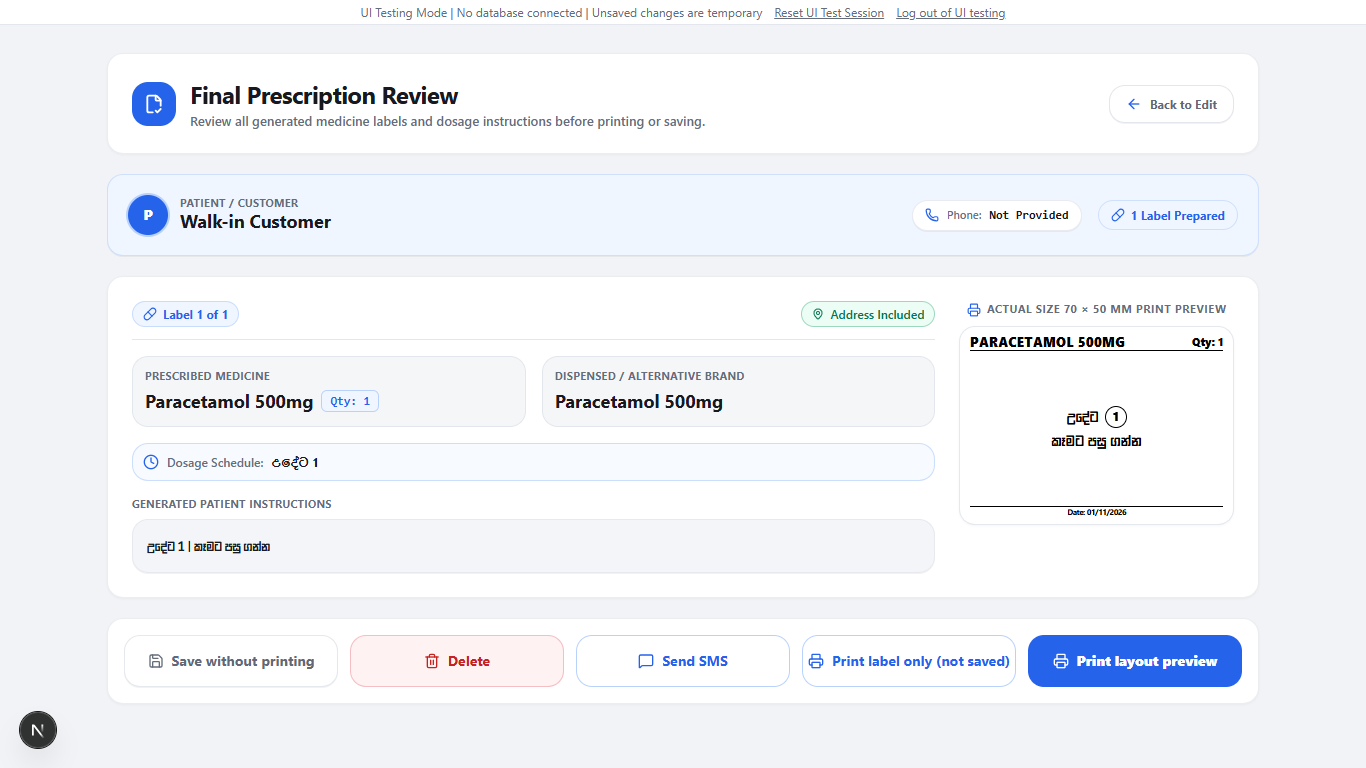 UI Testing Mode | No database connected | Unsaved changes are temporary Reset UI Test Session Log out of UI testing
Final Prescription Review
Review all generated medicine labels and dosage instructions before printing or saving.
Back to Edit
P
PATIENT / CUSTOMER
Walk-in Customer
Phone: Not Provided
1 Label Prepared
Label 1 of 1
Address Included
PRESCRIBED MEDICINE
Paracetamol 500mg Qty: 1
DISPENSED / ALTERNATIVE BRAND
Paracetamol 500mg
Dosage Schedule: උදේට 1
GENERATED PATIENT INSTRUCTIONS
උදේට 1 | කෑමට පසු ගන්න
ACTUAL SIZE 70 × 50 MM PRINT PREVIEW
PARACETAMOL 500MG Qty: 1
උදේට 1
කෑමට පසු ගන්න
Date: 01/11/2026
Save without printing
Delete
Send SMS
Print label only (not saved)
Print layout preview
N